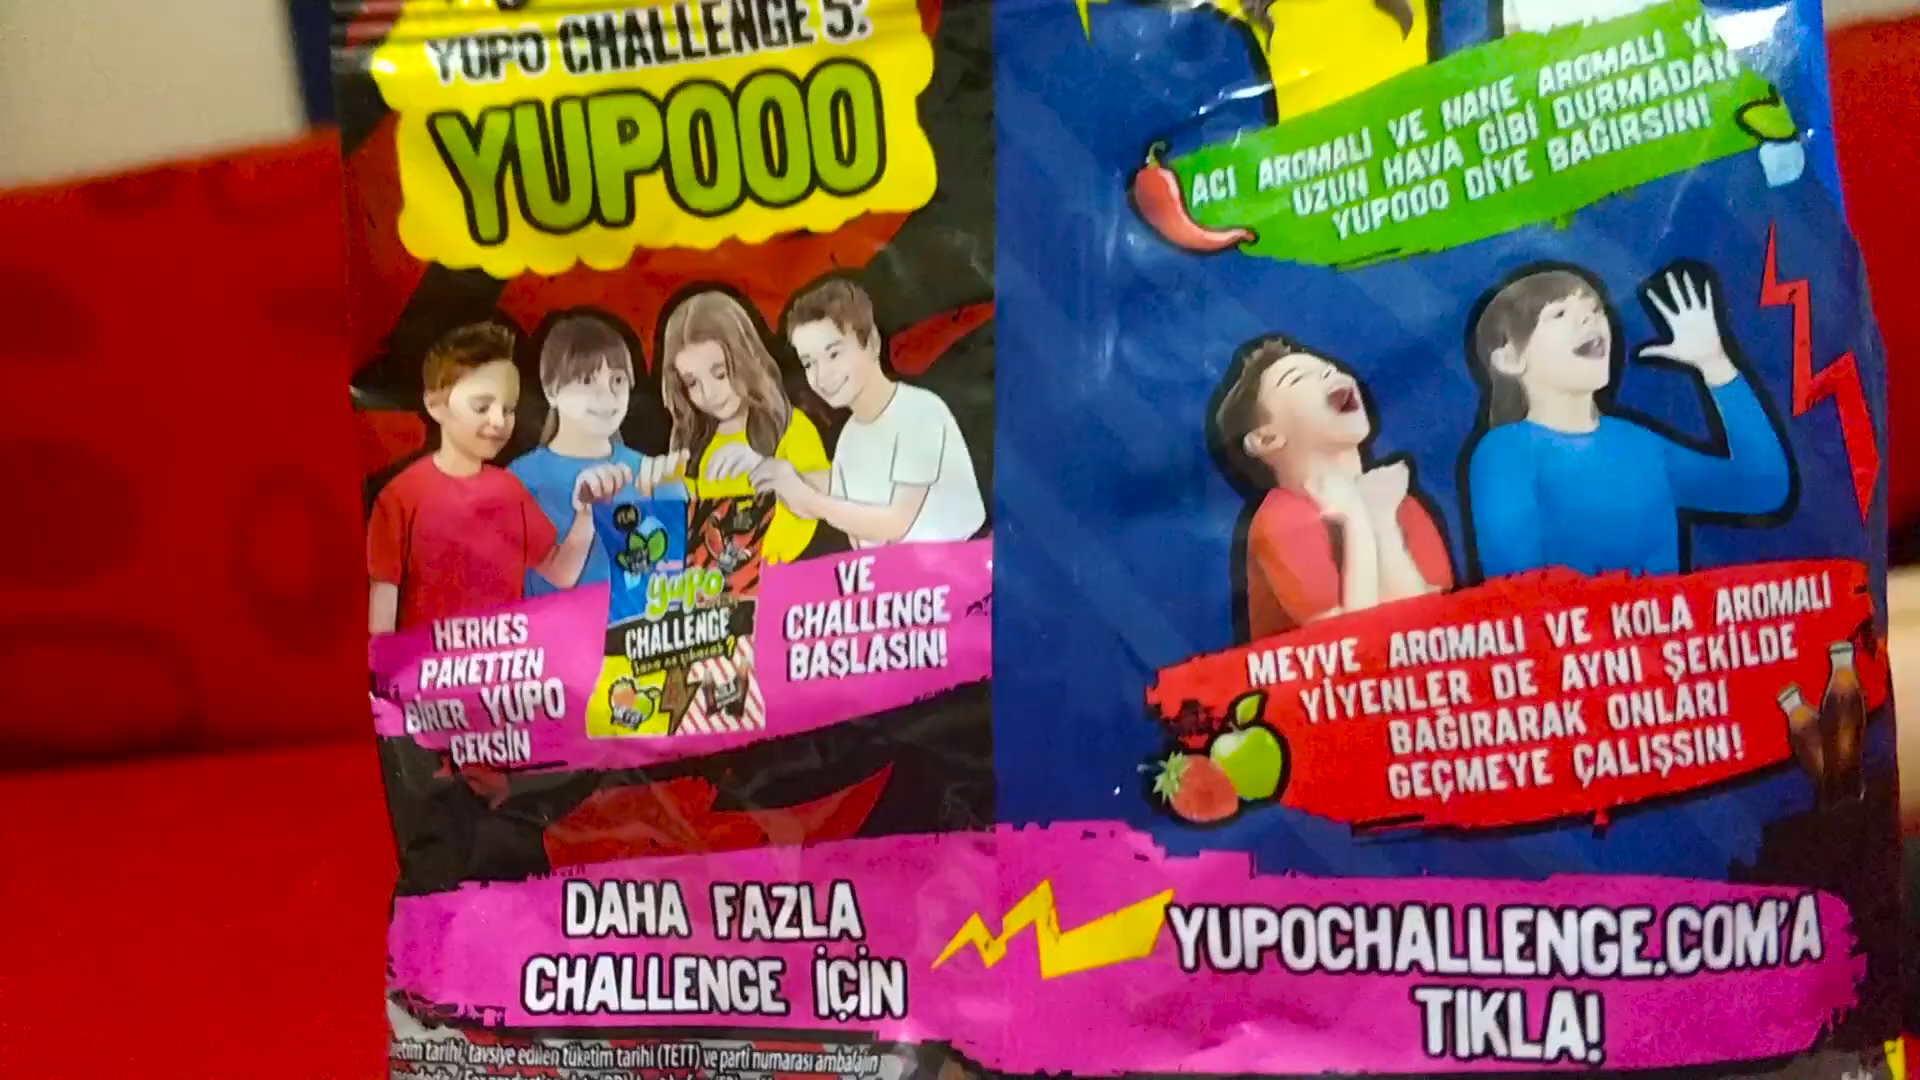 YUPO CHALLENGE 5:
YUPOOO
HERKES
PAKETTEN
BİRER YUPO
ÇEKSİN
YENİ
yupo
CHALLENGE
VE
CHALLENGE
BAŞLASIN!
ACI AROMALI VE NANE AROMALI
UZUN HAVA GİBİ DURMADAN
YUPOOO DİYE BAĞIRSIN!
MEYVE AROMALI VE KOLA AROMALI
YİYENLER DE AYNI ŞEKİLDE
BAĞIRARAK ONLARI
GEÇMEYE ÇALIŞSIN!
DAHA FAZLA
CHALLENGE İÇİN
YUPOCHALLENGE.COM'A
TIKLA!
tarihi, tavsiye edilen tüketim tarihi (TETT) ve parti numarası ambalajın